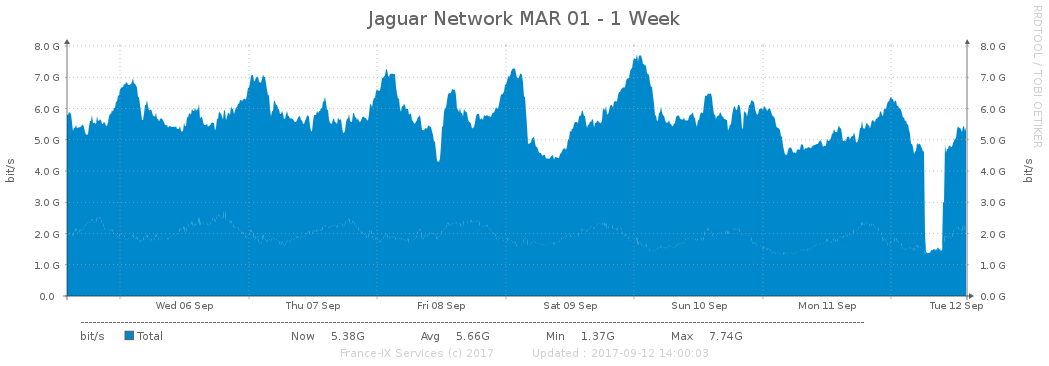 Jaguar Network MAR 01 - 1 Week
RRDTOOL / TOBI OETIKER
bit/s
8.0 G 8.0 G
7.0 G 7.0 G
6.0 G 6.0 G
5.0 G 5.0 G
4.0 G 4.0 G
3.0 G 3.0 G
2.0 G 2.0 G
1.0 G 1.0 G
0.0 0.0 G
bit/s
Wed 06 Sep Thu 07 Sep Fri 08 Sep Sat 09 Sep Sun 10 Sep Mon 11 Sep Tue 12 Sep
bit/s Total Now 5.38G Avg 5.66G Min 1.37G Max 7.74G
France-IX Services (c) 2017 Updated : 2017-09-12 14:00:03